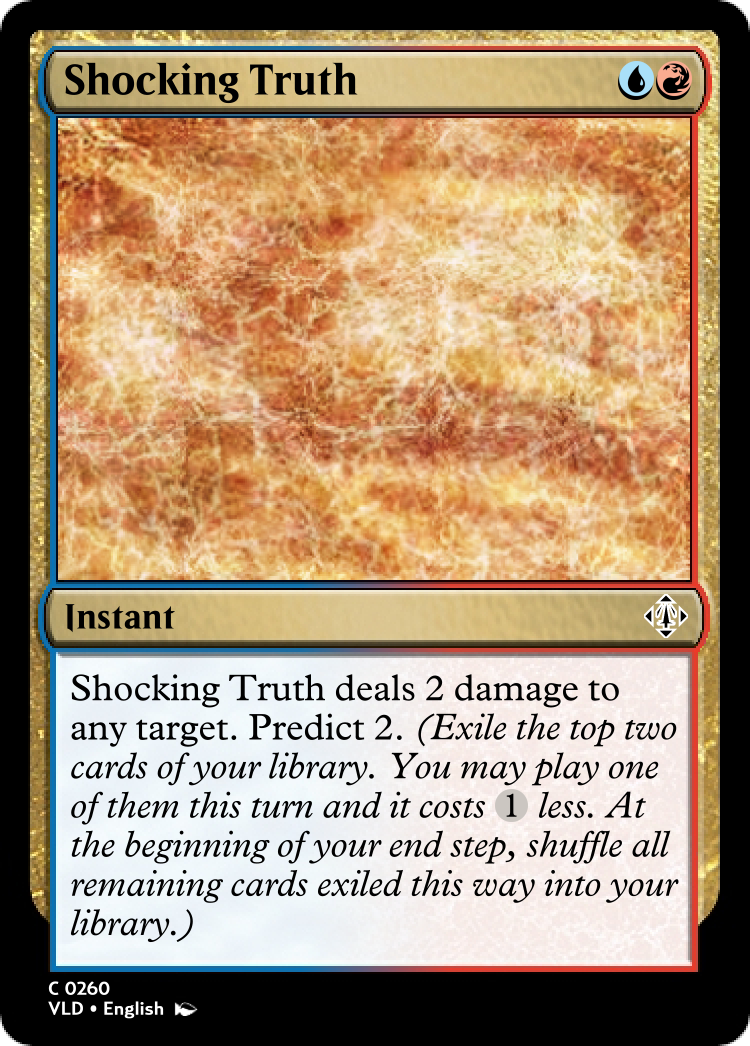 Shocking Truth
Instant
Shocking Truth deals 2 damage to
any target. Predict 2. (Exile the top two
cards of your library. You may play one
of them this turn and it costs 1 less. At
the beginning of your end step, shuffle all
remaining cards exiled this way into your
library.)
C 0260
VLD • English